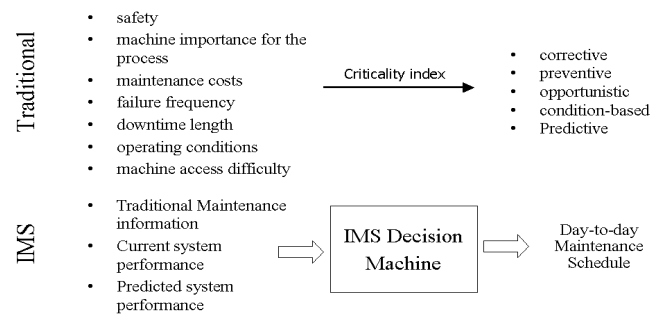 Traditional
• safety
• machine importance for the
process
• maintenance costs
• failure frequency
• downtime length
• operating conditions
• machine access difficulty
Criticality index
• corrective
• preventive
• opportunistic
• condition-based
• Predictive
IMS
• Traditional Maintenance
information
• Current system
performance
• Predicted system
performance
IMS Decision
Machine
Day-to-day
Maintenance
Schedule